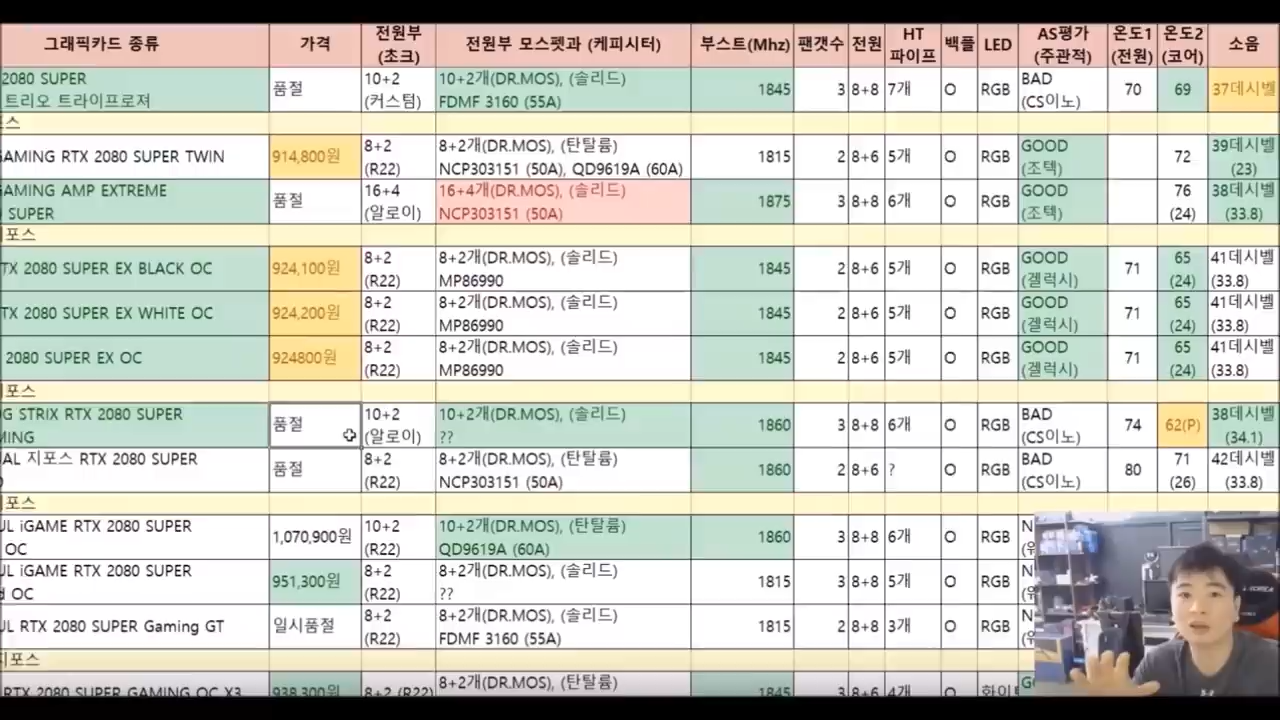 그래픽카드 종류 가격 전원부 (초크) 전원부 모스펫과 (케피시터) 부스트(Mhz) 팬갯수 전원 HT 파이프 백플 LED AS평가 (주관적) 온도1 (전원) 온도2 (코어) 소음
2080 SUPER 트리오 트라이프로져 품절 10+2 (커스텀) 10+2개(DR.MOS), (솔리드) FDMF 3160 (55A) 1845 3 8+8 7개 O RGB BAD (CS이노) 70 69 37데시벨
포스
GAMING RTX 2080 SUPER TWIN 914,800원 8+2 (R22) 8+2개(DR.MOS), (탄탈륨) NCP303151 (50A), QD9619A (60A) 1815 2 8+6 5개 O RGB GOOD (조텍) 72 39데시벨 (23)
GAMING AMP EXTREME SUPER 품절 16+4 (알로이) 16+4개(DR.MOS), (솔리드) NCP303151 (50A) 1875 3 8+8 6개 O RGB GOOD (조텍) 76 (24) 38데시벨 (33.8)
지포스
TX 2080 SUPER EX BLACK OC 924,100원 8+2 (R22) 8+2개(DR.MOS), (솔리드) MP86990 1845 2 8+6 5개 O RGB GOOD (겔럭시) 71 65 (24) 41데시벨 (33.8)
TX 2080 SUPER EX WHITE OC 924,200원 8+2 (R22) 8+2개(DR.MOS), (솔리드) MP86990 1845 2 8+6 5개 O RGB GOOD (겔럭시) 71 65 (24) 41데시벨 (33.8)
2080 SUPER EX OC 924800원 8+2 (R22) 8+2개(DR.MOS), (솔리드) MP86990 1845 2 8+6 5개 O RGB GOOD (겔럭시) 71 65 (24) 41데시벨 (33.8)
지포스
OG STRIX RTX 2080 SUPER MING 품절 10+2 (알로이) 10+2개(DR.MOS), (솔리드) ?? 1860 3 8+8 6개 O RGB BAD (CS이노) 74 62(P) 38데시벨 (34.1)
AL 지포스 RTX 2080 SUPER 품절 8+2 (R22) 8+2개(DR.MOS), (탄탈륨) NCP303151 (50A) 1860 2 8+6 ? O RGB BAD (CS이노) 80 71 (26) 42데시벨 (33.8)
지포스
UL iGAME RTX 2080 SUPER OC 1,070,900원 10+2 (R22) 10+2개(DR.MOS), (탄탈륨) QD9619A (60A) 1860 3 8+8 6개 O RGB
UL iGAME RTX 2080 SUPER d OC 951,300원 8+2 (R22) 8+2개(DR.MOS), (솔리드) ?? 1815 3 8+8 5개 O RGB
UL RTX 2080 SUPER Gaming GT 일시품절 8+2 (R22) 8+2개(DR.MOS), (솔리드) FDMF 3160 (55A) 1815 2 8+8 3개 O RGB
지포스
RTX 2080 SUPER GAMING OC X3 938,300원 8+2 (R22) 8+2개(DR.MOS), (탄탈륨) 1845 3 8+6 4개 O